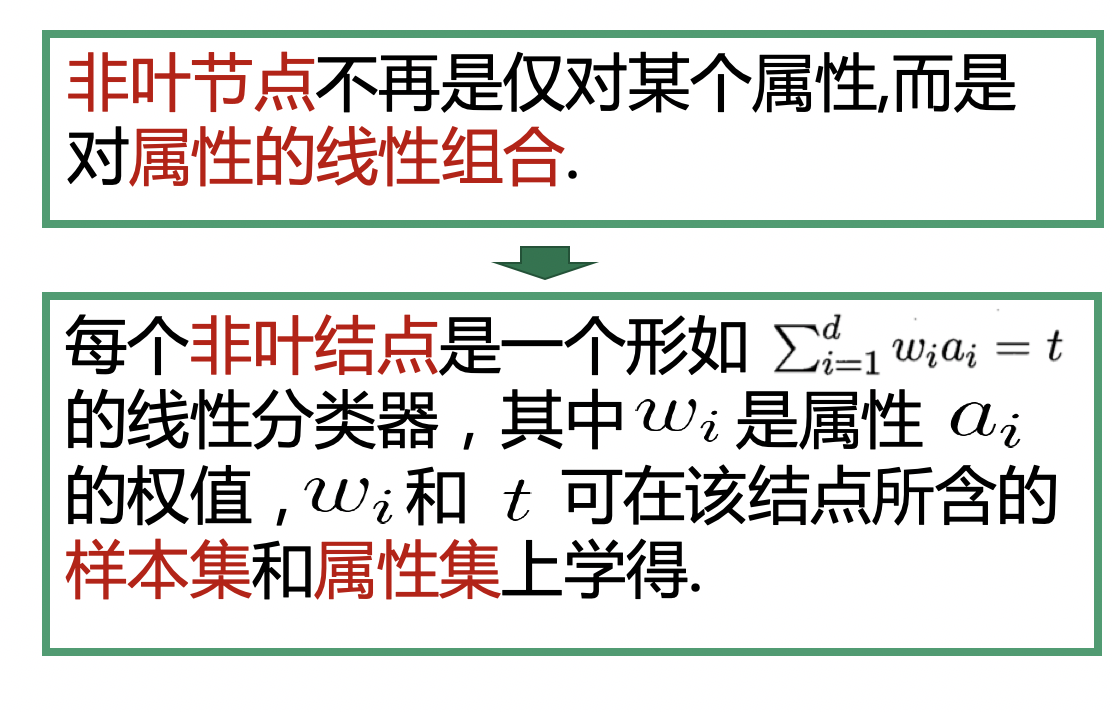 非叶节点不再是仅对某个属性,而是
对属性的线性组合.
每个非叶结点是一个形如 $\sum_{i=1}^{d} w_i a_i = t$
的线性分类器，其中 $w_i$ 是属性 $a_i$
的权值，$w_i$ 和 $t$ 可在该结点所含的
样本集和属性集上学得.